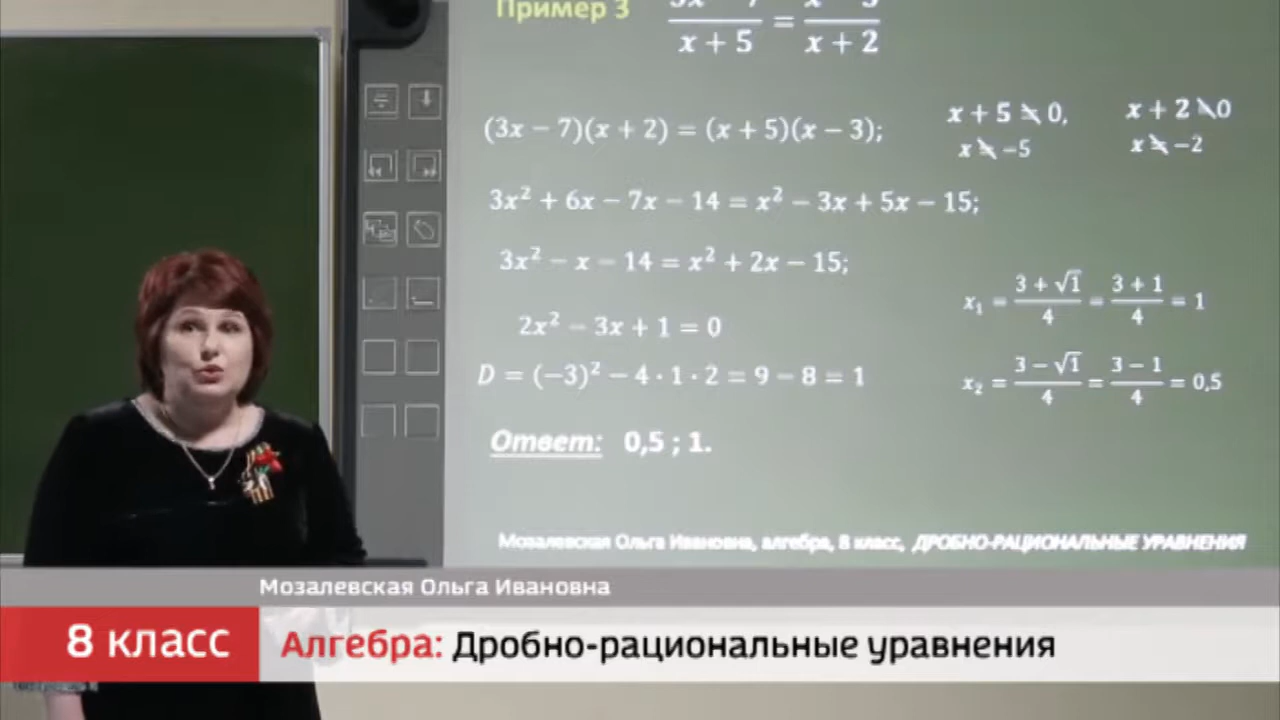 Пример 3 3x − 7 / x + 5 = x − 3 / x + 2
(3x − 7)(x + 2) = (x + 5)(x − 3);
x + 5 ≠ 0, x + 2 ≠ 0
x ≠ −5 x ≠ −2
3x² + 6x − 7x − 14 = x² − 3x + 5x − 15;
3x² − x − 14 = x² + 2x − 15;
2x² − 3x + 1 = 0
D = (−3)² − 4 · 1 · 2 = 9 − 8 = 1
x₁ = 3 + √1 / 4 = 3 + 1 / 4 = 1
x₂ = 3 − √1 / 4 = 3 − 1 / 4 = 0,5
Ответ: 0,5 ; 1.
Мозалевская Ольга Ивановна, алгебра, 8 класс, ДРОБНО-РАЦИОНАЛЬНЫЕ УРАВНЕНИЯ
Мозалевская Ольга Ивановна
8 класс Алгебра: Дробно-рациональные уравнения